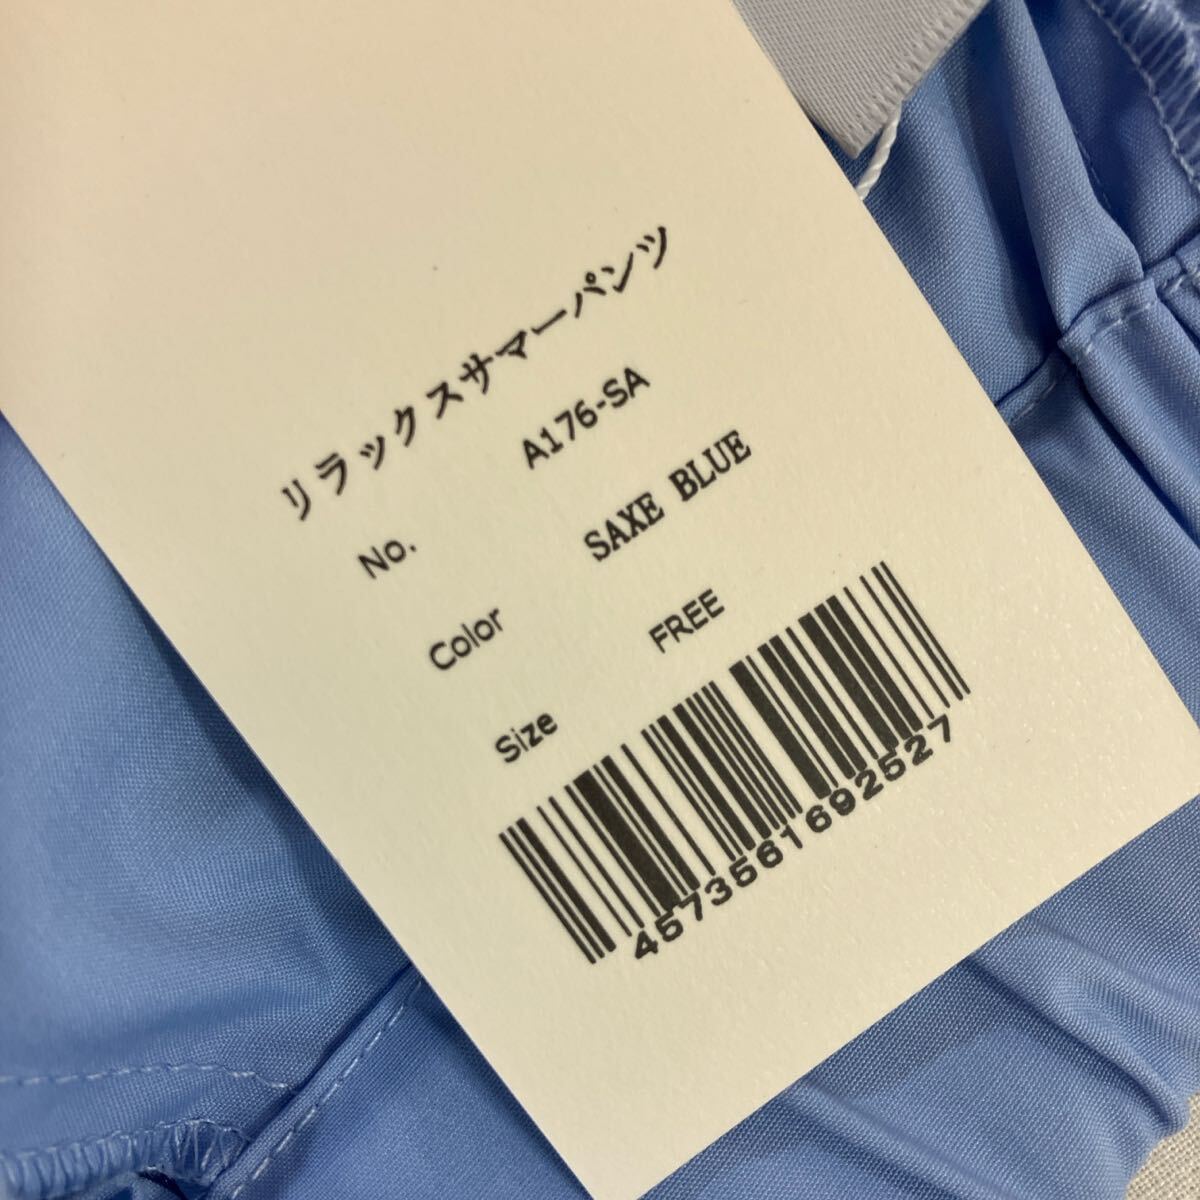 リラックスサマーパンツ
No. A176-SA
Color SAXE BLUE
Size FREE
4573561692527